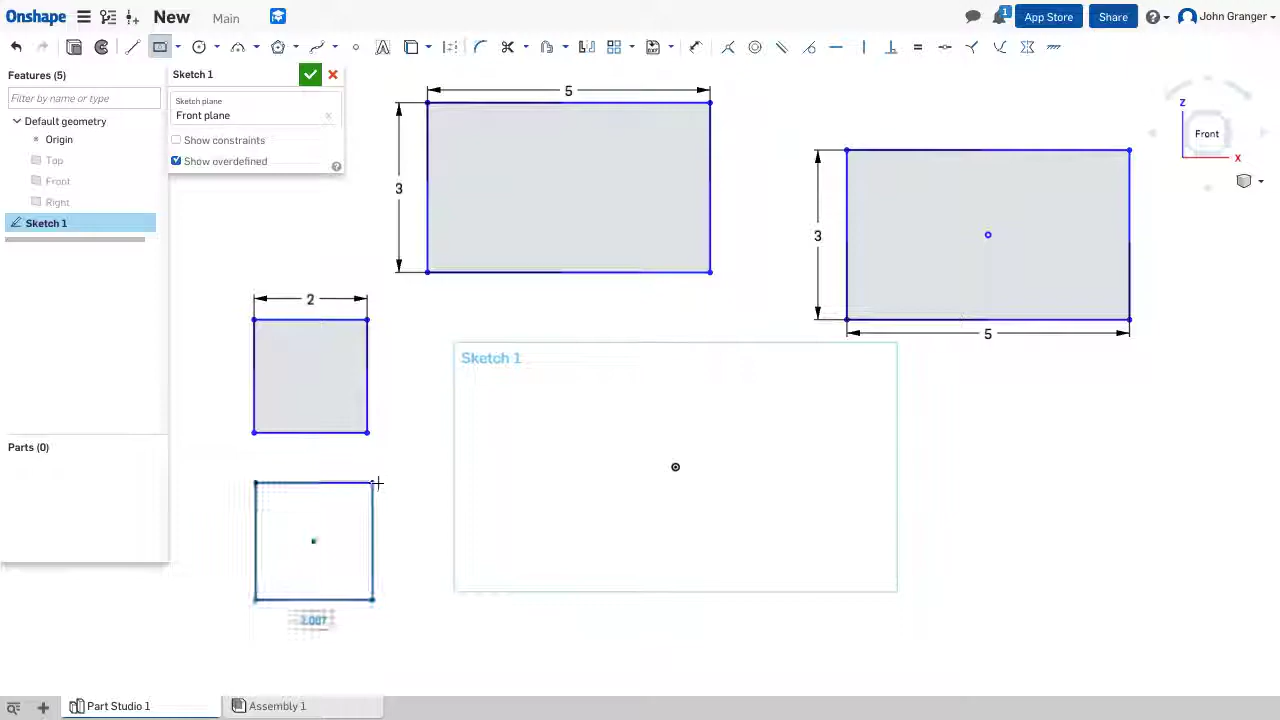 Onshape New Main 1 App Store Share John Granger
Features (5)
Filter by name or type
Default geometry
Origin
Top
Front
Right
Sketch 1
Parts (0)
Sketch 1
Sketch plane
Front plane
Show constraints
Show overdefined
5
3
3
5
2
Sketch 1
Z
Front
X
Part Studio 1 Assembly 1